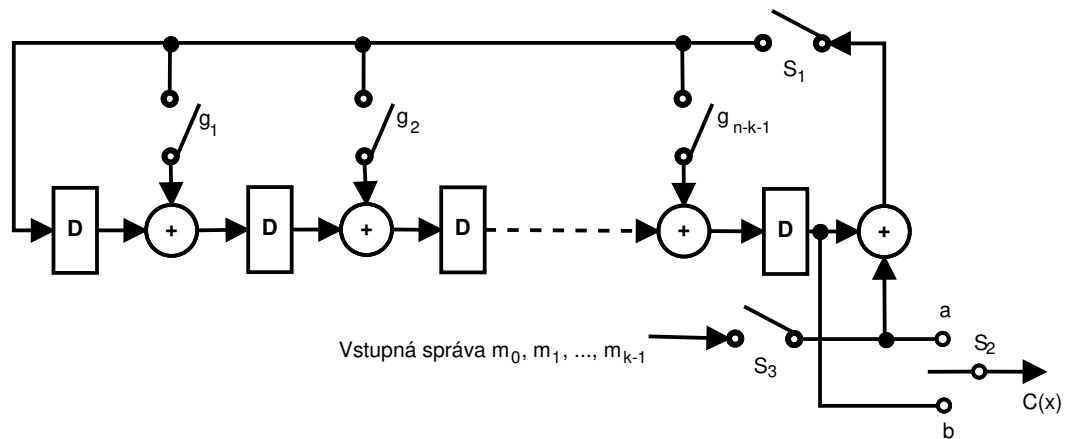 S1
g1
g2
gn-k-1
D
+
D
+
D
+
D
+
a
Vstupná správa m0, m1, ..., mk-1
S3
S2
C(x)
b